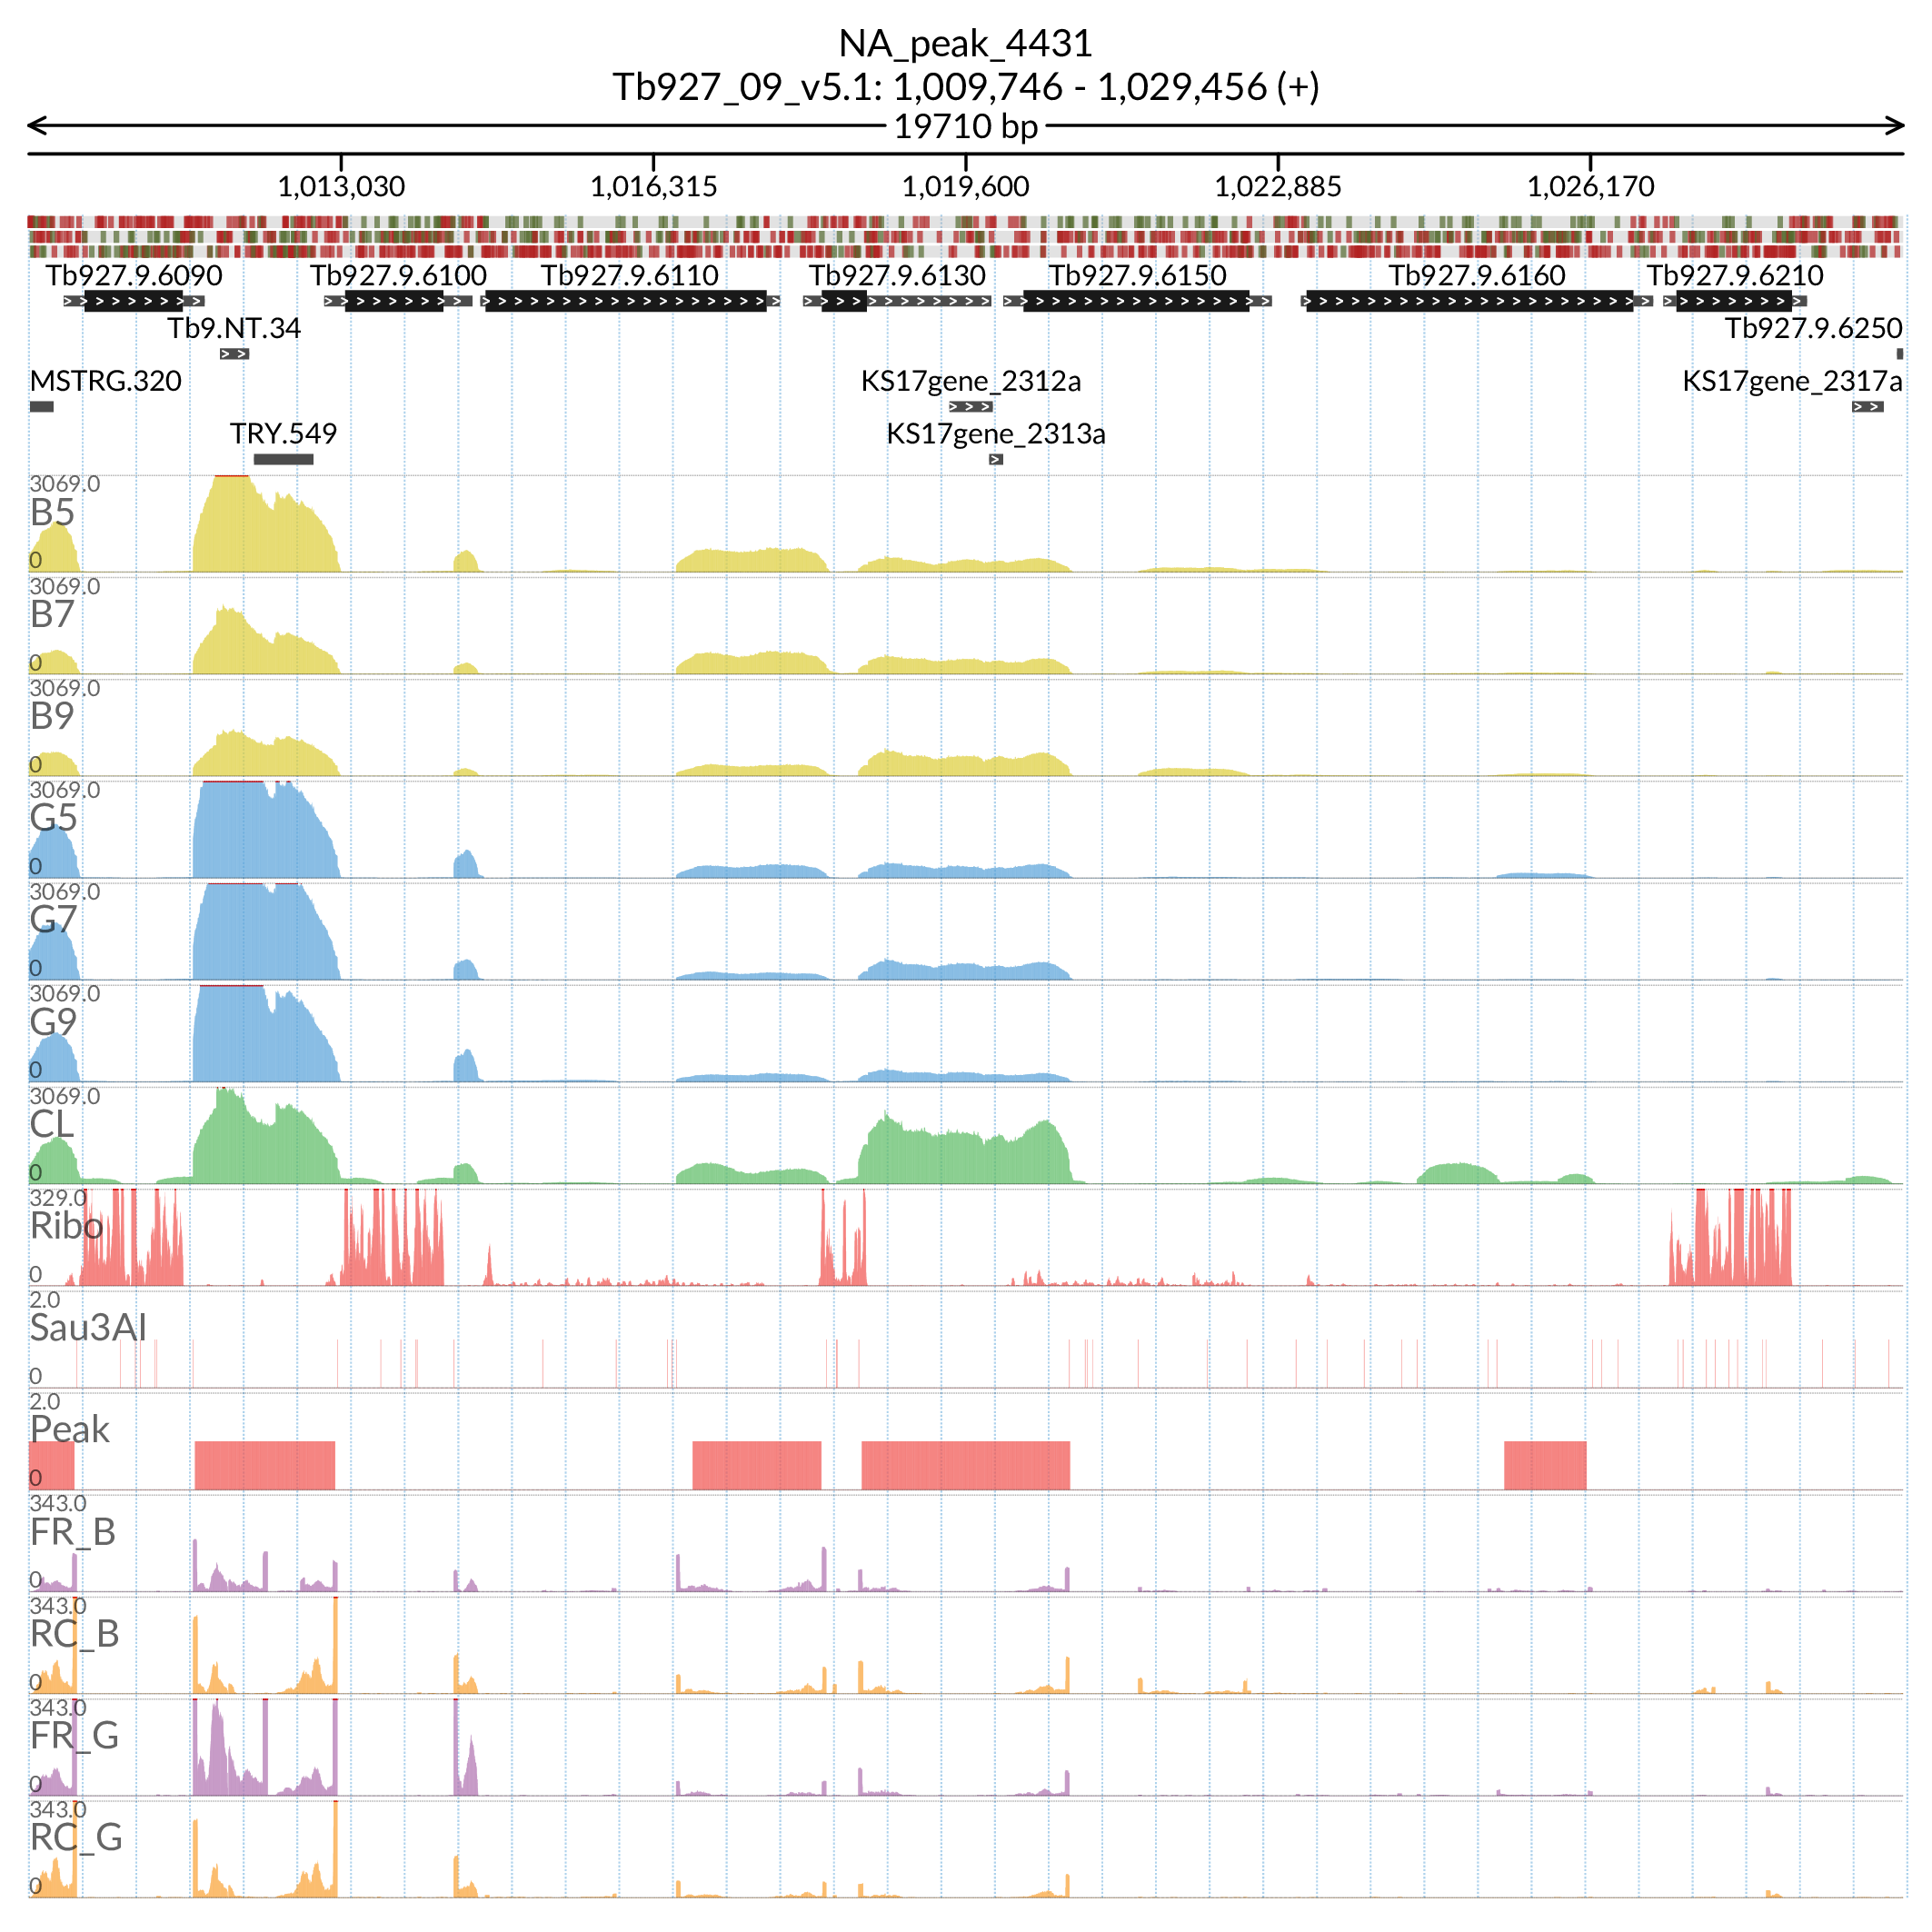 NA_peak_4431
Tb927_09_v5.1: 1,009,746 - 1,029,456 (+)
19710 bp
1,013,030 1,016,315 1,019,600 1,022,885 1,026,170
Tb927.9.6090 Tb927.9.6100 Tb927.9.6110 Tb927.9.6130 Tb927.9.6150 Tb927.9.6160 Tb927.9.6210
Tb9.NT.34 Tb927.9.6250
MSTRG.320 KS17gene_2312a KS17gene_2317a
TRY.549 KS17gene_2313a
3069.0
B5
0
3069.0
B7
0
3069.0
B9
0
3069.0
G5
0
3069.0
G7
0
3069.0
G9
0
3069.0
CL
0
329.0
Ribo
0
2.0
Sau3AI
0
2.0
Peak
0
343.0
FR_B
0
343.0
RC_B
0
343.0
FR_G
0
343.0
RC_G
0